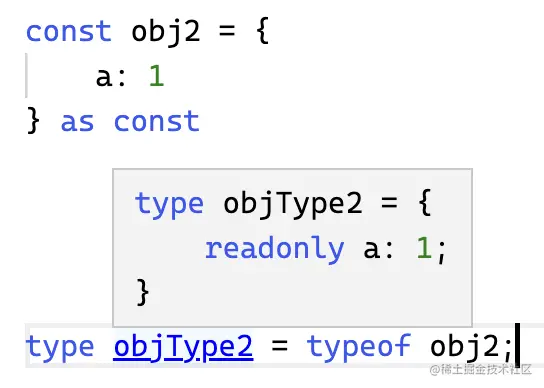 const obj2 = {
    a: 1
} as const
type objType2 = {
    readonly a: 1;
}
type objType2 = typeof obj2;
@稀土掘金技术社区